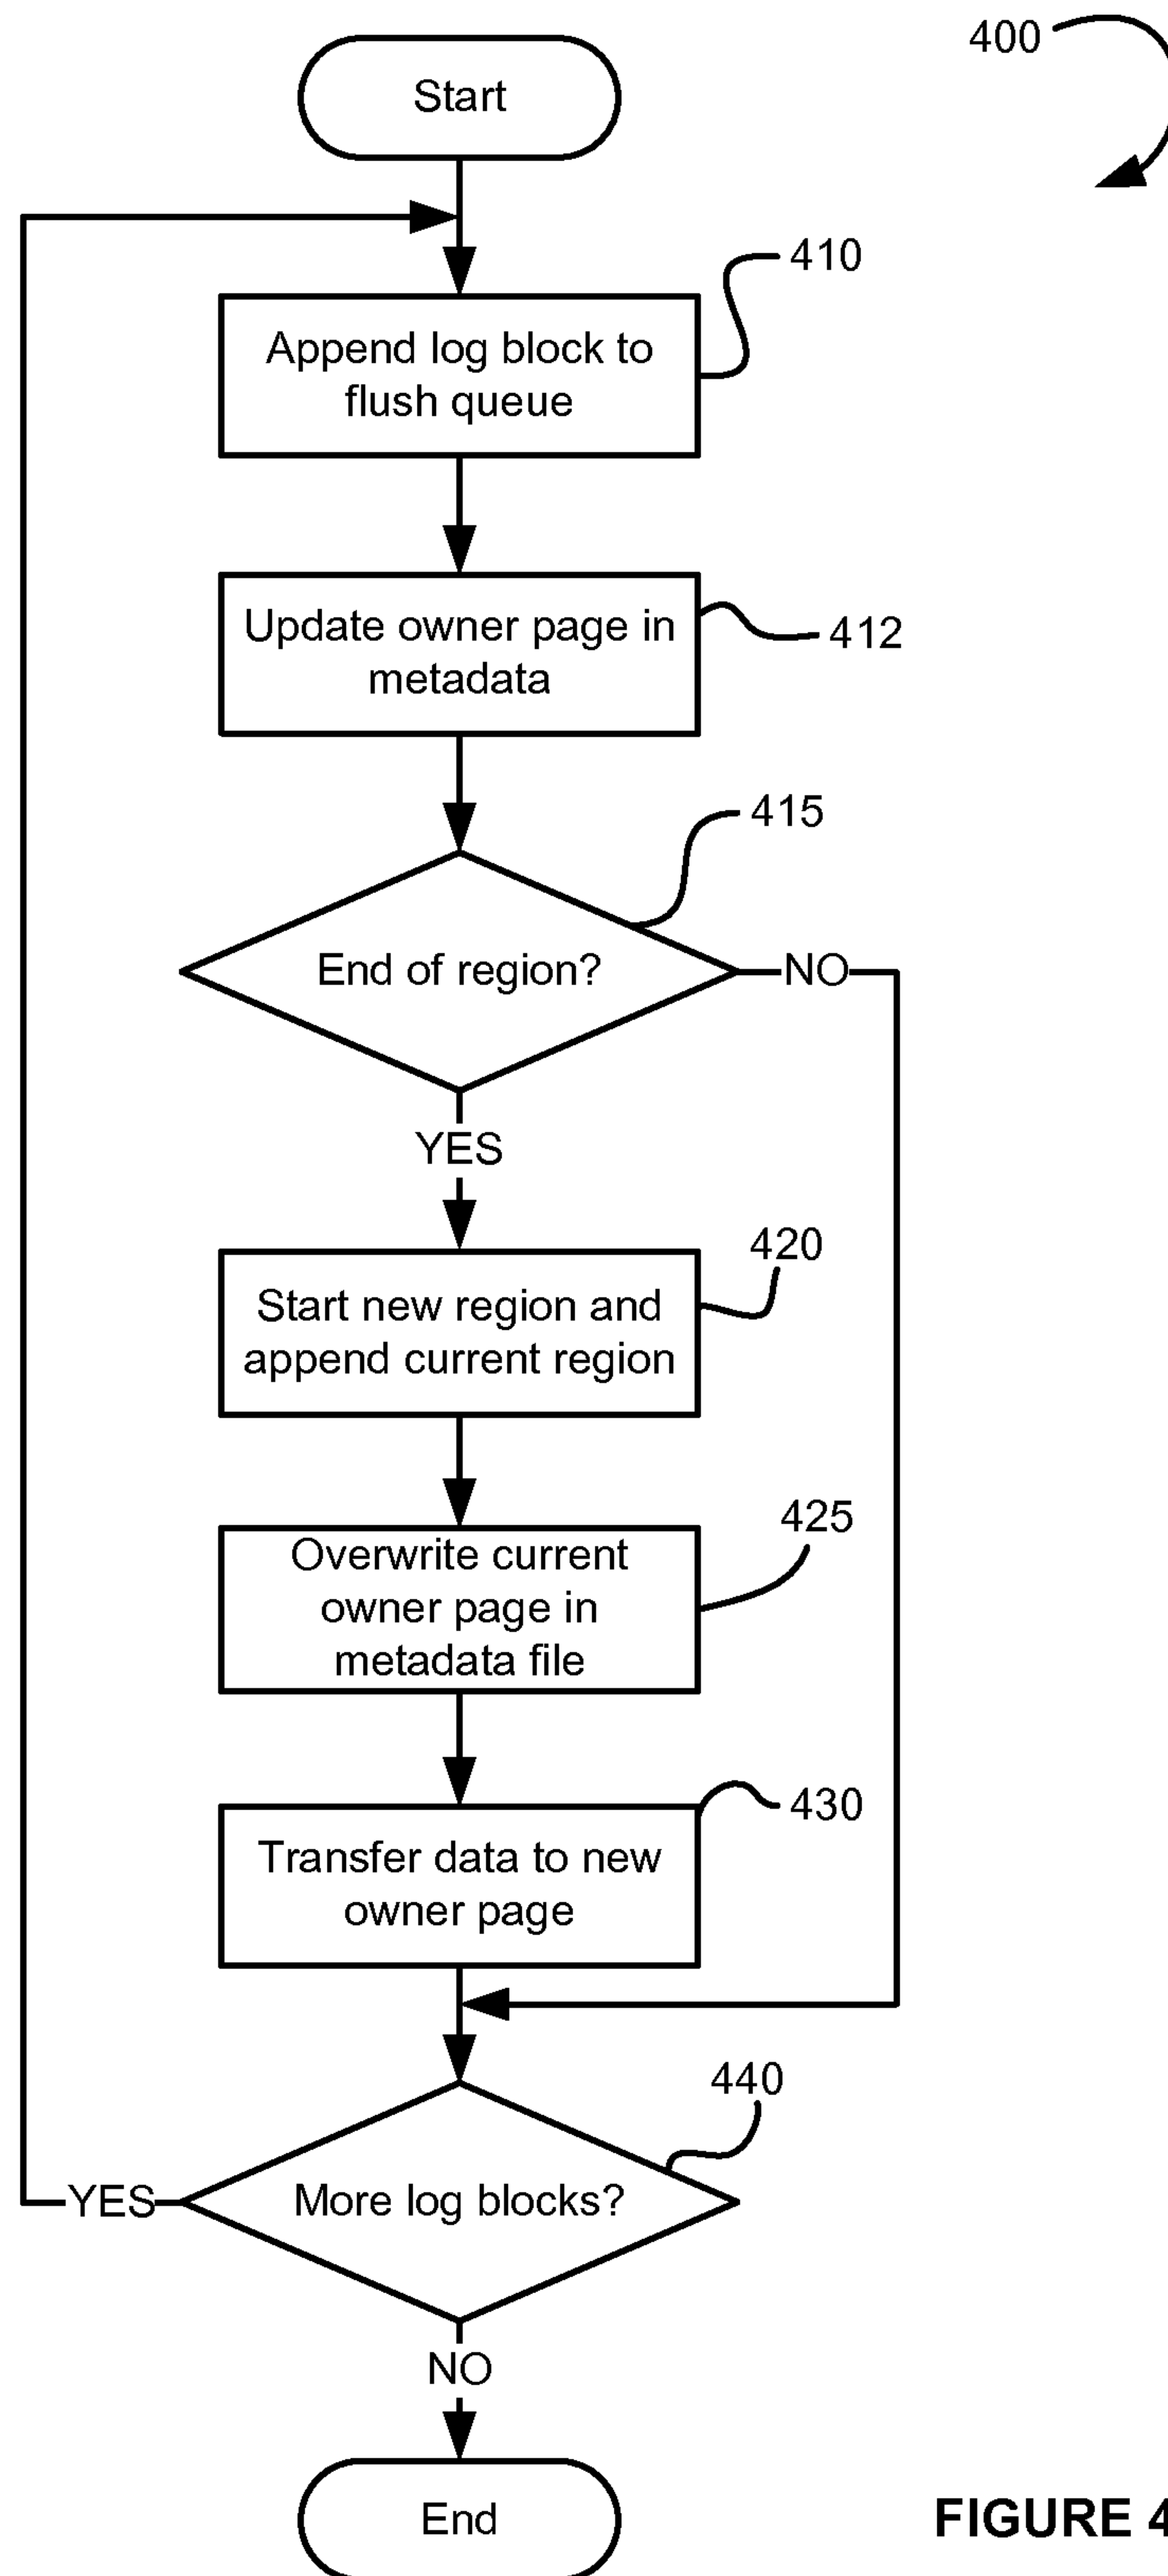 400
Start
410
Append log block to
flush queue
Update owner page in
metadata
412
415
End of region?
NO
YES
420
Start new region and
append current region
425
Overwrite current
owner page in
metadata file
430
Transfer data to new
owner page
440
More log blocks?
YES
NO
End
FIGURE 4